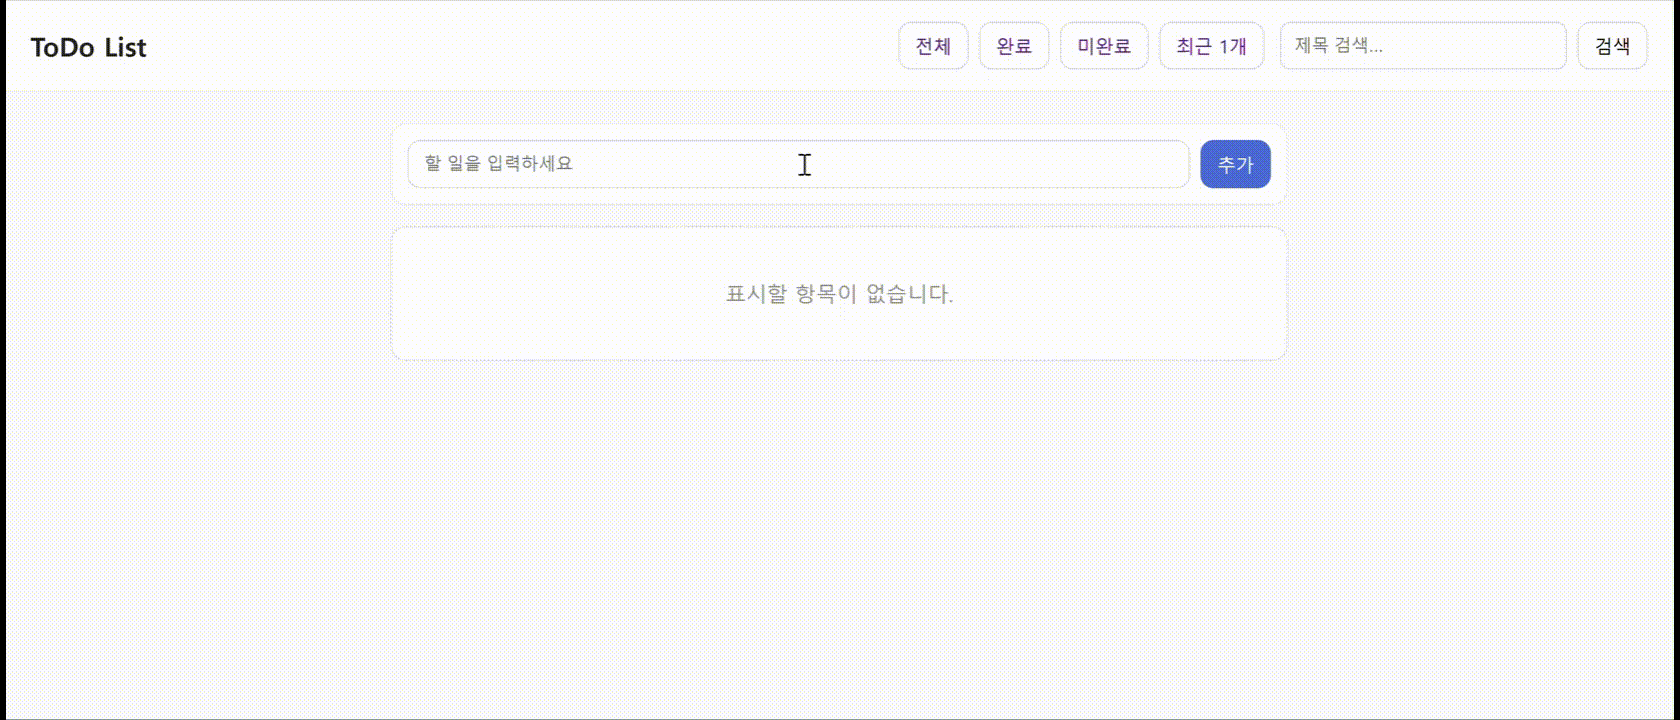 ToDo List
전체 완료 미완료 최근 1개 제목 검색... 검색
할 일을 입력하세요 추가
표시할 항목이 없습니다.